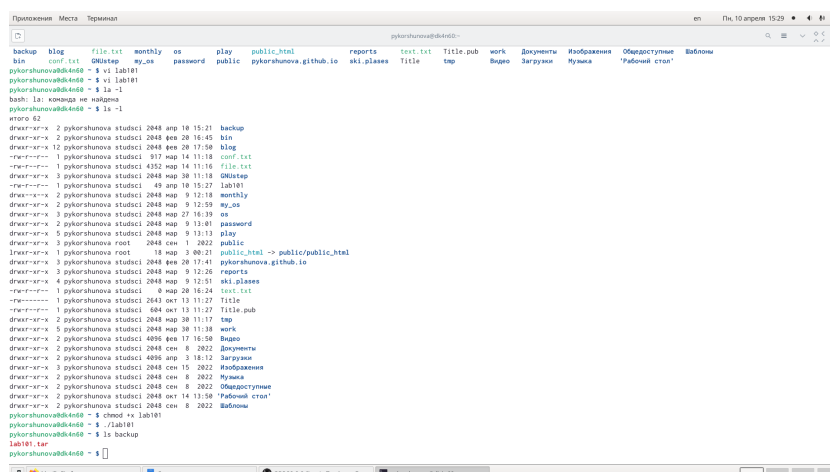 Приложения Места Терминал en Пн, 10 апреля 15:29
pykorshunova@dk4n60:~
backup blog file.txt monthly os play public_html reports text.txt Title.pub work Документы Изображения Общедоступные Шаблоны
bin conf.txt GNUstep my_os password public pykorshunova.github.io ski.plases Title tmp Видео Загрузки Музыка 'Рабочий стол'
pykorshunova@dk4n60 ~ $ vi lab101
pykorshunova@dk4n60 ~ $ vi lab101
pykorshunova@dk4n60 ~ $ la -l
bash: la: команда не найдена
pykorshunova@dk4n60 ~ $ ls -l
итого 62
drwxr-xr-x 2 pykorshunova studsci 2048 апр 10 15:21 backup
drwxr-xr-x 2 pykorshunova studsci 2048 фев 20 16:45 bin
drwxr-xr-x 12 pykorshunova studsci 2048 фев 20 17:50 blog
-rw-r--r-- 1 pykorshunova studsci 917 мар 14 11:18 conf.txt
-rw-r--r-- 1 pykorshunova studsci 4352 мар 14 11:16 file.txt
drwxr-xr-x 3 pykorshunova studsci 2048 мар 30 11:18 GNUstep
-rw-r--r-- 1 pykorshunova studsci 49 апр 10 15:27 lab101
drwx--x--x 2 pykorshunova studsci 2048 мар 9 12:18 monthly
drwxr-xr-x 2 pykorshunova studsci 2048 мар 9 12:59 my_os
drwxr-xr-x 3 pykorshunova studsci 2048 мар 27 16:39 os
drwxr-xr-x 2 pykorshunova studsci 2048 мар 9 13:01 password
drwxr-xr-x 5 pykorshunova studsci 2048 мар 9 13:13 play
drwxr-xr-x 3 pykorshunova root 2048 сен 1 2022 public
lrwxr-xr-x 1 pykorshunova root 18 мар 3 00:21 public_html -> public/public_html
drwxr-xr-x 3 pykorshunova studsci 2048 фев 20 17:41 pykorshunova.github.io
drwxr-xr-x 3 pykorshunova studsci 2048 мар 9 12:26 reports
drwxr-xr-x 4 pykorshunova studsci 2048 мар 9 12:51 ski.plases
-rw-r--r-- 1 pykorshunova studsci 0 мар 20 16:24 text.txt
-rw------- 1 pykorshunova studsci 2643 окт 13 11:27 Title
-rw-r--r-- 1 pykorshunova studsci 604 окт 13 11:27 Title.pub
drwxr-xr-x 2 pykorshunova studsci 2048 мар 30 11:17 tmp
drwxr-xr-x 5 pykorshunova studsci 2048 мар 30 11:38 work
drwxr-xr-x 2 pykorshunova studsci 4096 фев 17 16:50 Видео
drwxr-xr-x 2 pykorshunova studsci 2048 сен 8 2022 Документы
drwxr-xr-x 2 pykorshunova studsci 4096 апр 3 18:12 Загрузки
drwxr-xr-x 3 pykorshunova studsci 2048 сен 15 2022 Изображения
drwxr-xr-x 2 pykorshunova studsci 2048 сен 8 2022 Музыка
drwxr-xr-x 2 pykorshunova studsci 2048 сен 8 2022 Общедоступные
drwxr-xr-x 2 pykorshunova studsci 2048 окт 14 13:50 'Рабочий стол'
drwxr-xr-x 2 pykorshunova studsci 2048 сен 8 2022 Шаблоны
pykorshunova@dk4n60 ~ $ chmod +x lab101
pykorshunova@dk4n60 ~ $ ./lab101
pykorshunova@dk4n60 ~ $ ls backup
lab101.tar
pykorshunova@dk4n60 ~ $